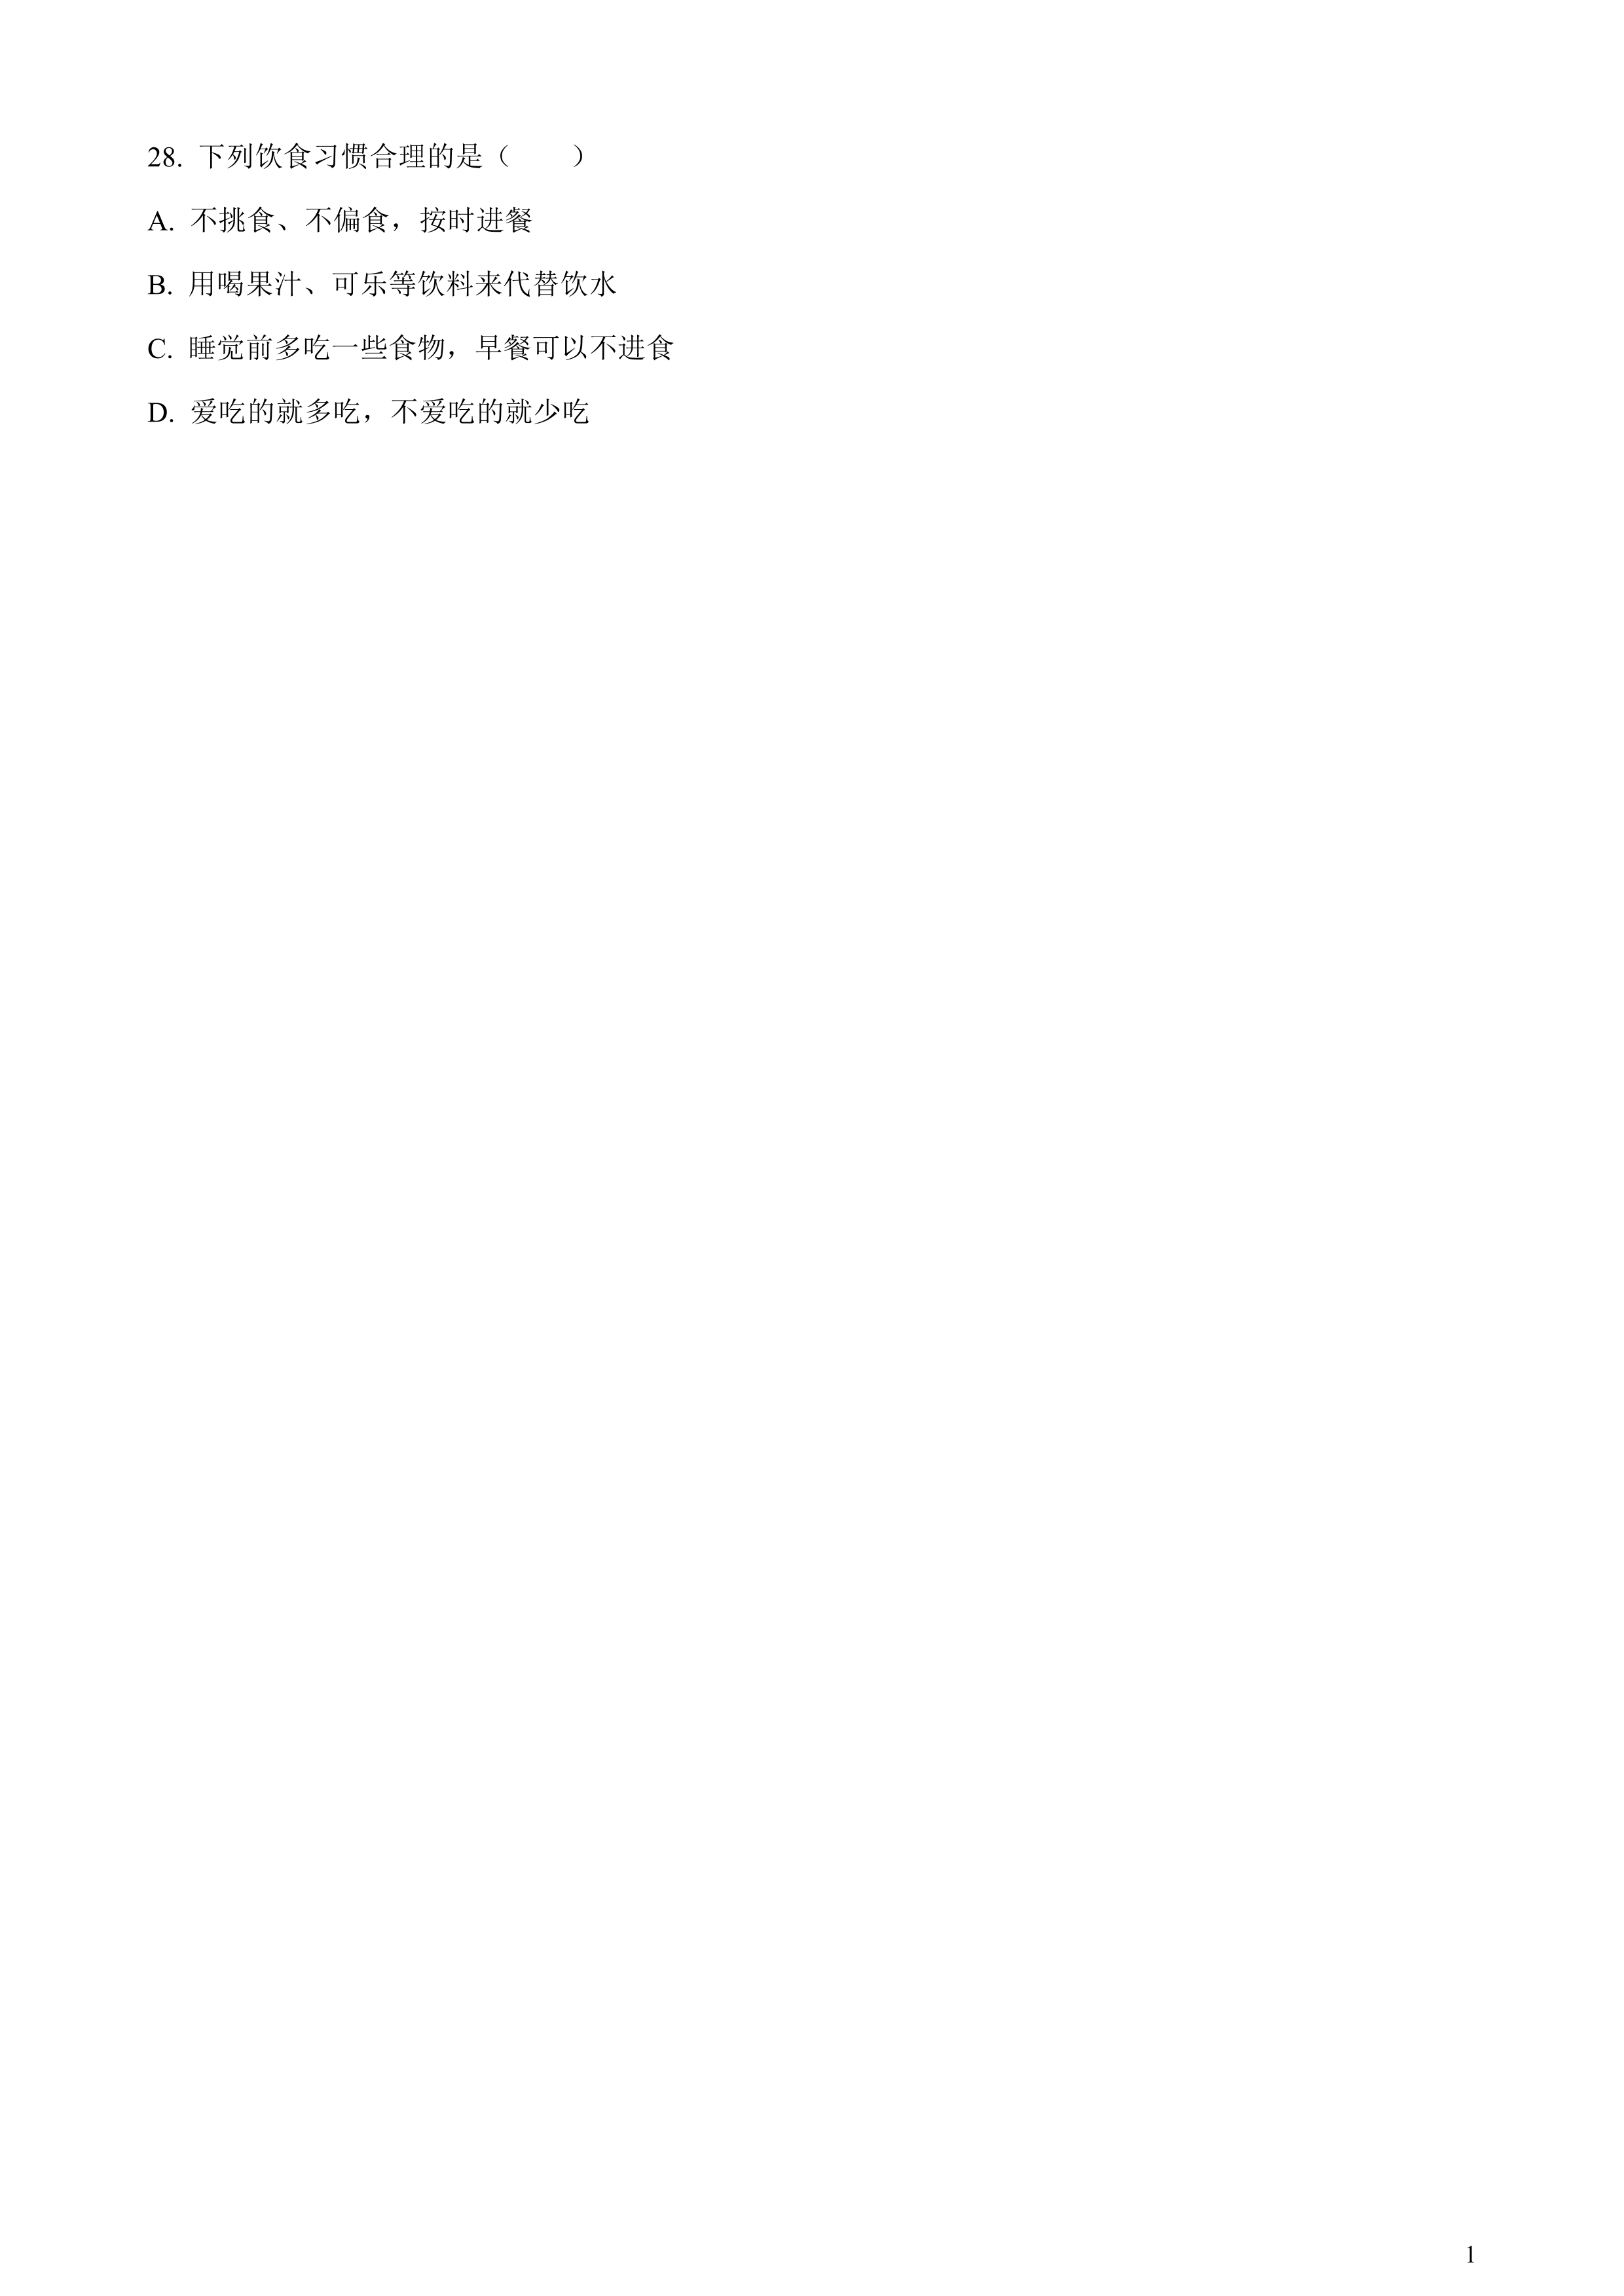 28. 下列饮食习惯合理的是（　　）
A. 不挑食、不偏食，按时进餐
B. 用喝果汁、可乐等饮料来代替饮水
C. 睡觉前多吃一些食物，早餐可以不进食
D. 爱吃的就多吃，不爱吃的就少吃
1